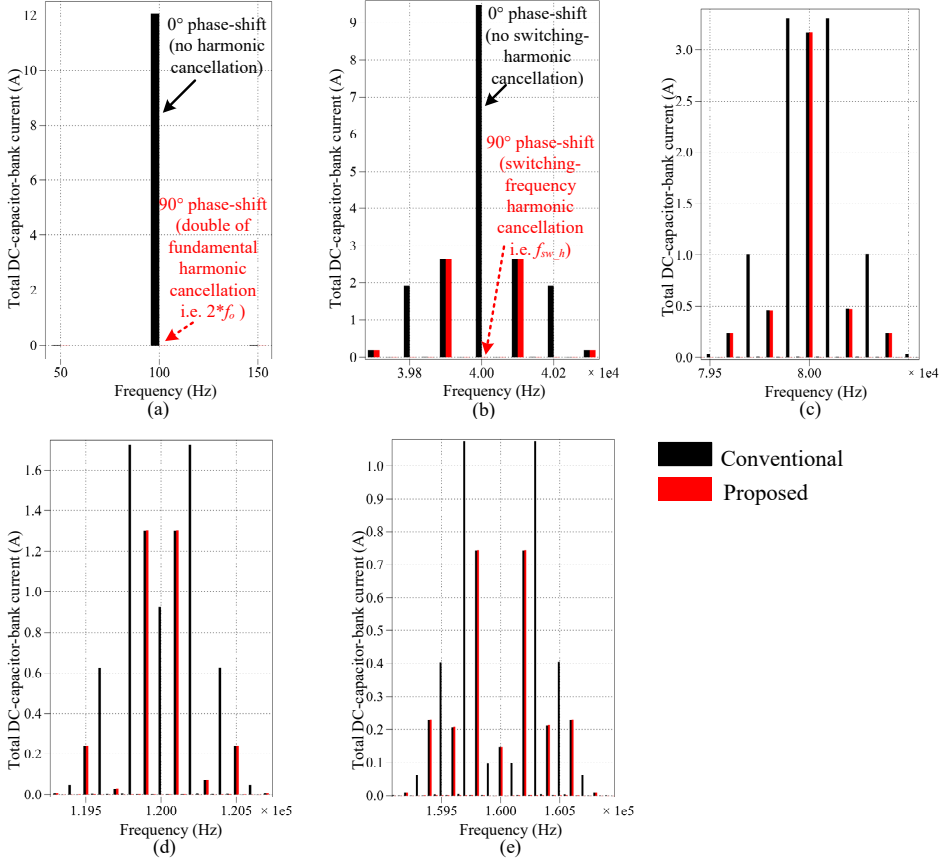 Total DC-capacitor-bank current (A)
12
10
8
6
4
2
0
0° phase-shift
(no harmonic
cancellation)
90° phase-shift
(double of
fundamental
harmonic
cancellation
i.e. 2*fo )
50
100
150
Frequency (Hz)
(a)
Total DC-capacitor-bank current (A)
9
8
7
6
5
4
3
2
1
0
0° phase-shift
(no switching-
harmonic
cancellation)
90° phase-shift
(switching-
frequency
harmonic
cancellation
i.e. fsw_h)
3.98
4.00
4.02
× 1e4
Frequency (Hz)
(b)
Total DC-capacitor-bank current (A)
3.0
2.5
2.0
1.5
1.0
0.5
0.0
7.95
8.00
× 1e4
Frequency (Hz)
(c)
Total DC-capacitor-bank current (A)
1.6
1.4
1.2
1.0
0.8
0.6
0.4
0.2
0.0
1.195
1.200
1.205
× 1e5
Frequency (Hz)
(d)
Total DC-capacitor-bank current (A)
1.0
0.9
0.8
0.7
0.6
0.5
0.4
0.3
0.2
0.1
0.0
1.595
1.600
1.605
× 1e5
Frequency (Hz)
(e)
Conventional
Proposed